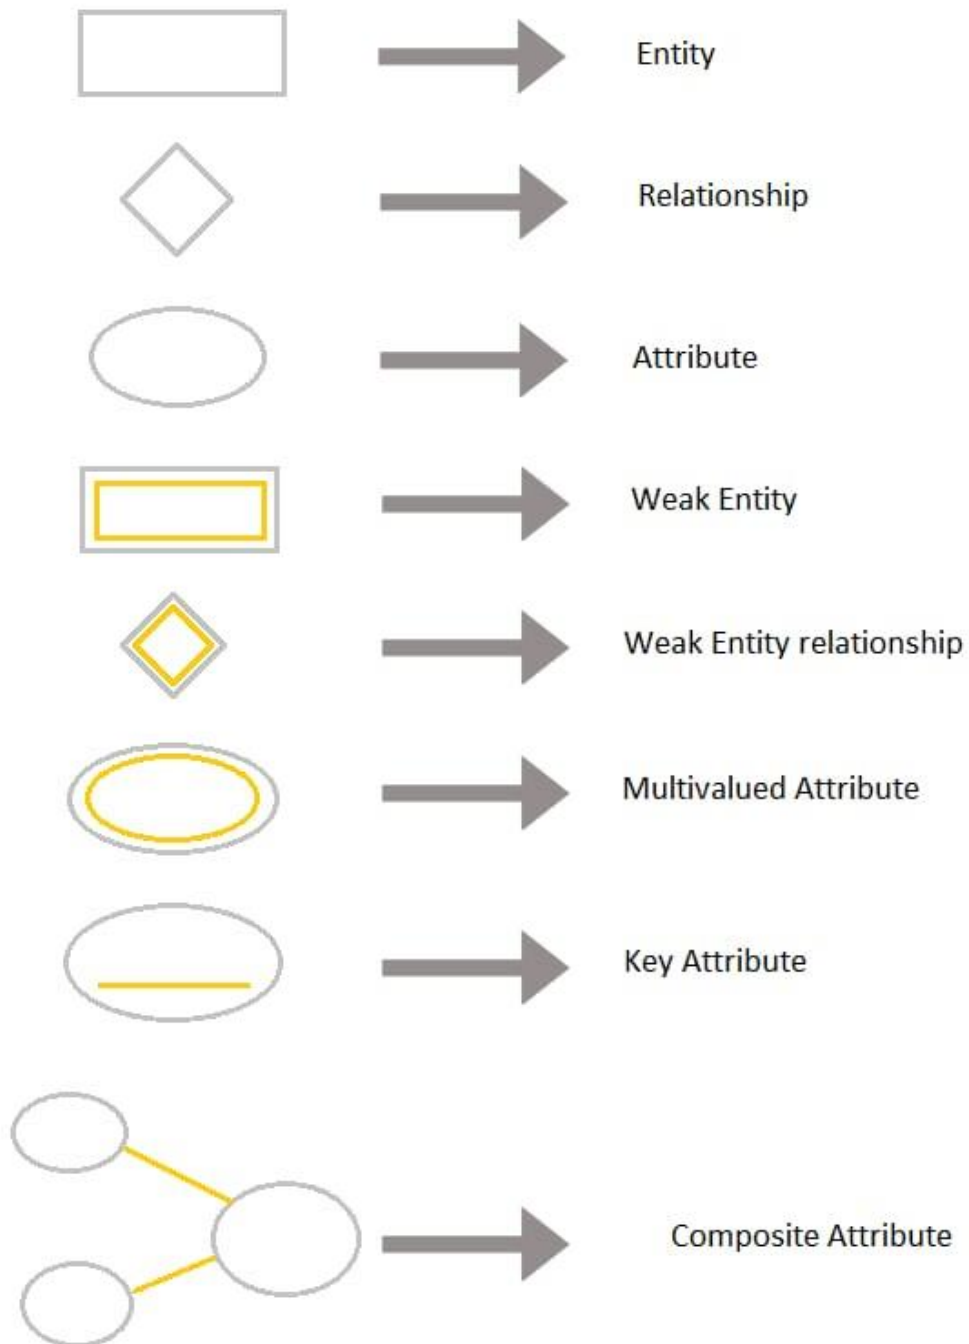 Entity
Relationship
Attribute
Weak Entity
Weak Entity relationship
Multivalued Attribute
Key Attribute
Composite Attribute